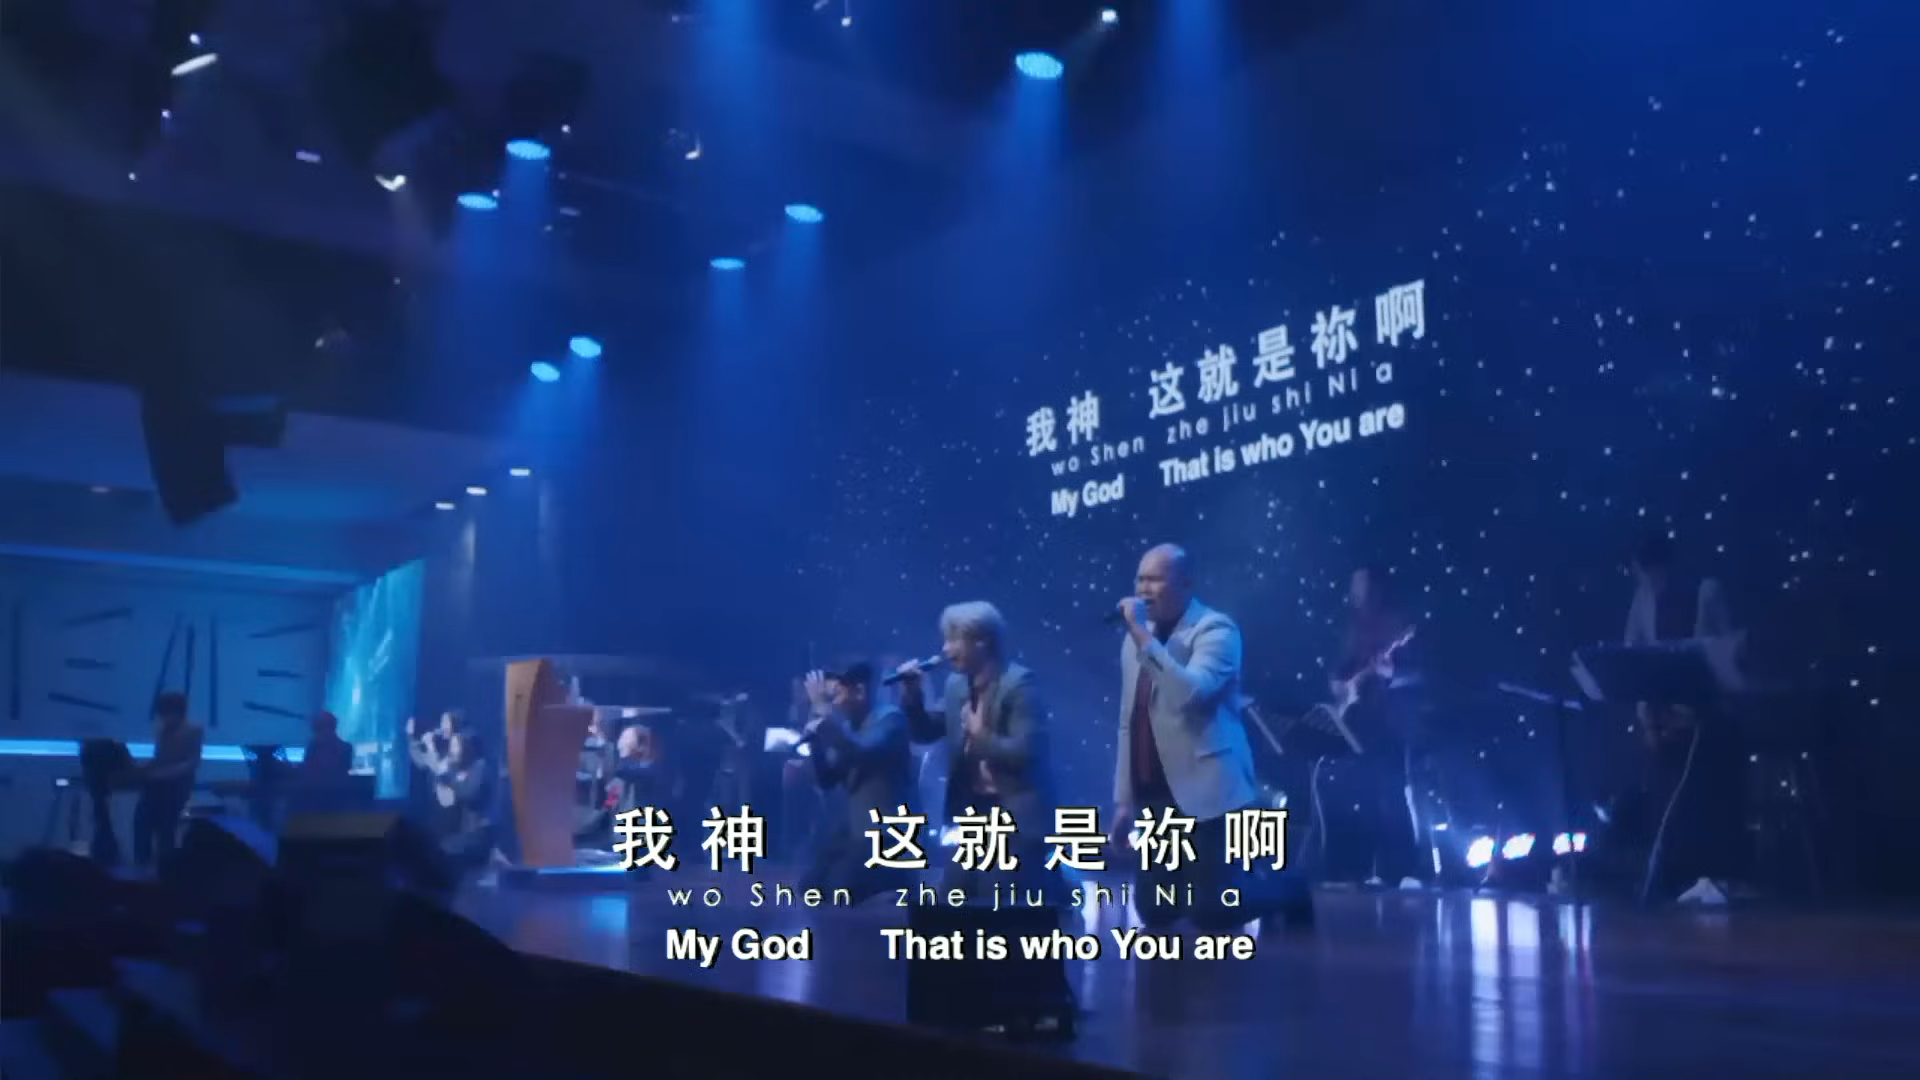 我神 这就是祢啊
wo Shen zhe jiu shi Ni a
My God That is who You are
我神 这就是祢啊
wo Shen zhe jiu shi Ni a
My God That is who You are